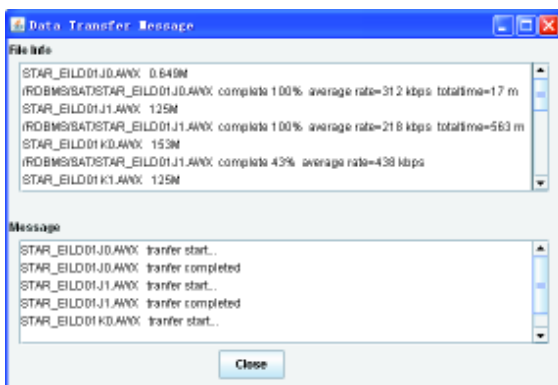 Data Transfer Message
File Info
STAR_EILD01J0.AWX 0.649M
/RDBMS/SAT/STAR_EILD01J0.AWX complete 100% average rate=312 kbps totaltime=17 m
STAR_EILD01J1.AWX 125M
/RDBMS/SAT/STAR_EILD01J1.AWX complete 100% average rate=218 kbps totaltime=563 m
STAR_EILD01K0.AWX 153M
/RDBMS/SAT/STAR_EILD01J1.AWX complete 43% average rate=438 kbps
STAR_EILD01K1.AWX 125M
Message
STAR_EILD01J0.AWX tranfer start...
STAR_EILD01J0.AWX tranfer completed
STAR_EILD01J1.AWX tranfer start...
STAR_EILD01J1.AWX tranfer completed
STAR_EILD01K0.AWX tranfer start...
Close